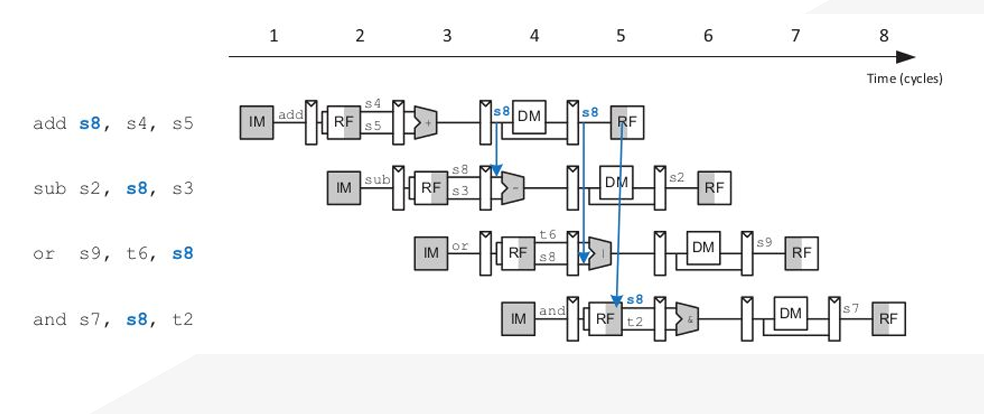 1 2 3 4 5 6 7 8
Time (cycles)
add s8, s4, s5
IM add RF s4 s5 + s8 DM s8 RF
sub s2, s8, s3
IM sub RF s8 s3 - DM s2 RF
or s9, t6, s8
IM or RF t6 s8 | DM s9 RF
and s7, s8, t2
IM and RF s8 t2 & DM s7 RF